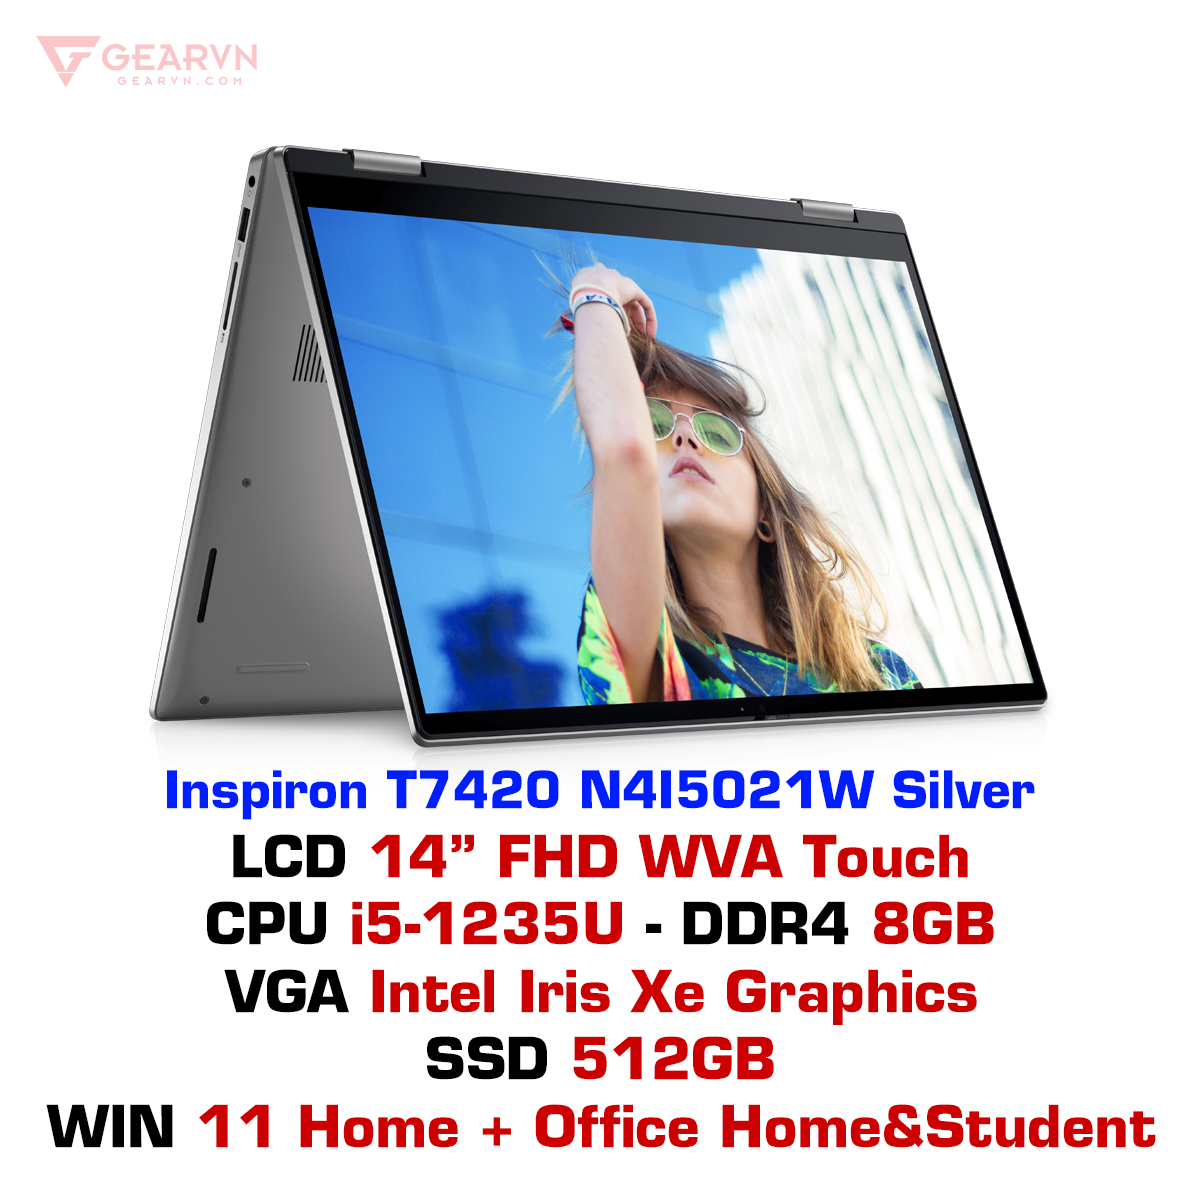 GEARVN
GEARVN.COM
Inspiron T7420 N4I5021W Silver
LCD 14” FHD WVA Touch
CPU i5-1235U - DDR4 8GB
VGA Intel Iris Xe Graphics
SSD 512GB
WIN 11 Home + Office Home&Student